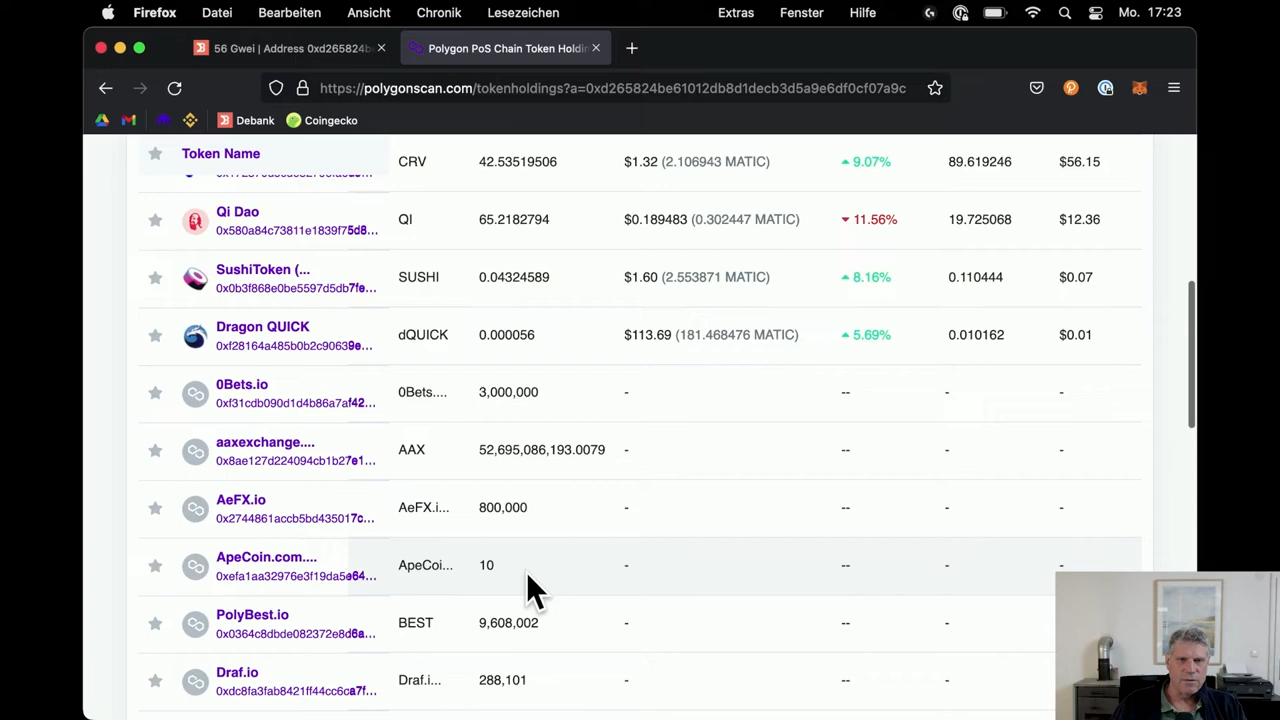 Firefox Datei Bearbeiten Ansicht Chronik Lesezeichen Extras Fenster Hilfe Mo. 17:23
56 Gwei | Address 0xd265824be Polygon PoS Chain Token Holdin
https://polygonscan.com/tokenholdings?a=0xd265824be61012db8d1decb3d5a9e6df0cf07a9c
Debank Coingecko
Token Name CRV 42.53519506 $1.32 (2.106943 MATIC) 9.07% 89.619246 $56.15
Qi Dao QI 65.2182794 $0.189483 (0.302447 MATIC) 11.56% 19.725068 $12.36
0x580a84c73811e1839f75d8...
SushiToken (... SUSHI 0.04324589 $1.60 (2.553871 MATIC) 8.16% 0.110444 $0.07
0x0b3f868e0be5597d5db7fe...
Dragon QUICK dQUICK 0.000056 $113.69 (181.468476 MATIC) 5.69% 0.010162 $0.01
0xf28164a485b0b2c90639e...
0Bets.io 0Bets.... 3,000,000 - -- - -
0xf31cdb090d1d4b86a7af42...
aaxexchange.... AAX 52,695,086,193.0079 - -- - -
0x8ae127d224094cb1b27e1...
AeFX.io AeFX.i... 800,000 - -- - -
0x2744861accb5bd435017c...
ApeCoin.com.... ApeCoi... 10 - -- - -
0xefa1aa32976e3f19da5e64...
PolyBest.io BEST 9,608,002 - -- -
0x0364c8dbde082372e8d6a...
Draf.io Draf.i... 288,101 - -- -
0xdc8fa3fab8421ff44cc6ca7f...